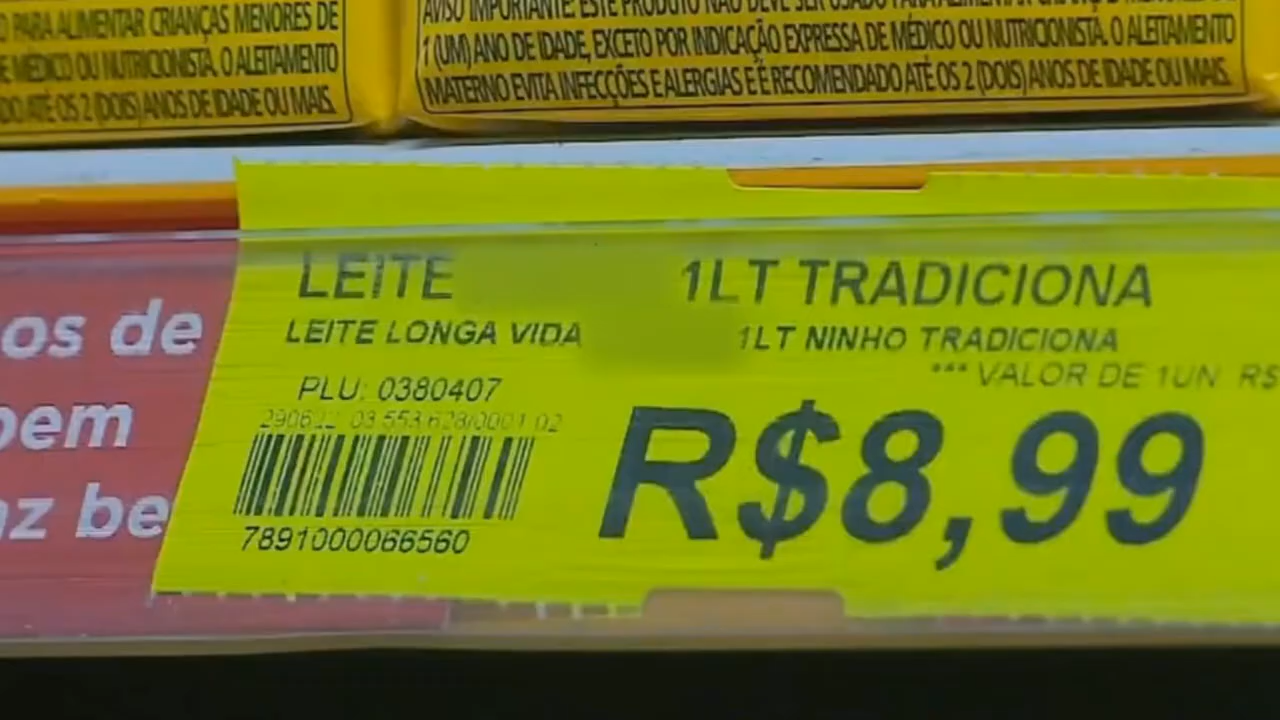 O PARA ALIMENTAR CRIANÇAS MENORES DE
E MÉDICO OU NUTRICIONISTA. O ALEITAMENTO
DO ATÉ OS 2 (DOIS) ANOS DE IDADE OU MAIS.
AVISO IMPORTANTE: ESTE PRODUTO NÃO DEVE SER USADO PARA ALIMENTAR
1 (UM) ANO DE IDADE, EXCETO POR INDICAÇÃO EXPRESSA DE MÉDICO OU NUTRICIONISTA. O ALEITAMENTO
MATERNO EVITA INFECÇÕES E ALERGIAS E É RECOMENDADO ATÉ OS 2 (DOIS) ANOS DE IDADE OU MAIS.
os de
bem
az be
LEITE 1LT TRADICIONA
LEITE LONGA VIDA 1LT NINHO TRADICIONA
*** VALOR DE 1UN R$
PLU: 0380407
R$8,99
7891000066560